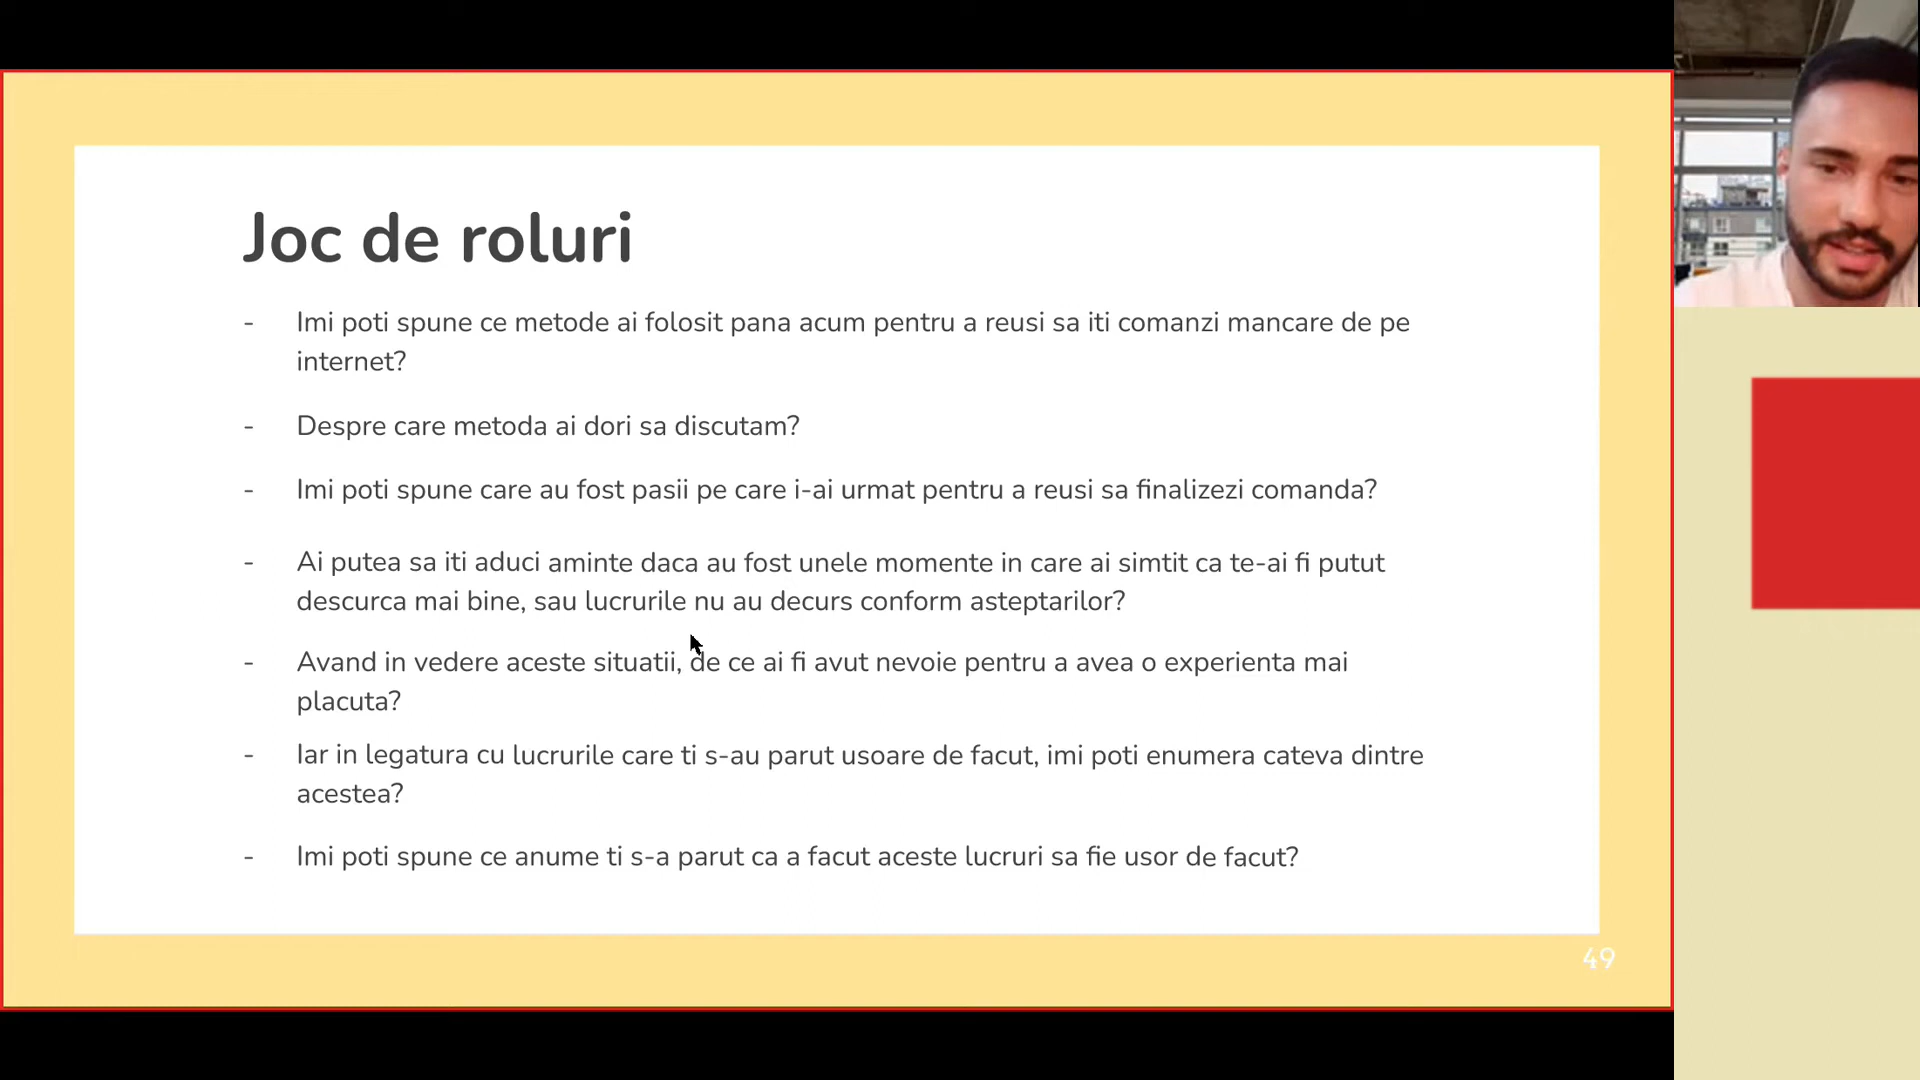 Joc de roluri
- Imi poti spune ce metode ai folosit pana acum pentru a reusi sa iti comanzi mancare de pe
internet?
- Despre care metoda ai dori sa discutam?
- Imi poti spune care au fost pasii pe care i-ai urmat pentru a reusi sa finalizezi comanda?
- Ai putea sa iti aduci aminte daca au fost unele momente in care ai simtit ca te-ai fi putut
descurca mai bine, sau lucrurile nu au decurs conform asteptarilor?
- Avand in vedere aceste situatii, de ce ai fi avut nevoie pentru a avea o experienta mai
placuta?
- Iar in legatura cu lucrurile care ti s-au parut usoare de facut, imi poti enumera cateva dintre
acestea?
- Imi poti spune ce anume ti s-a parut ca a facut aceste lucruri sa fie usor de facut?
49